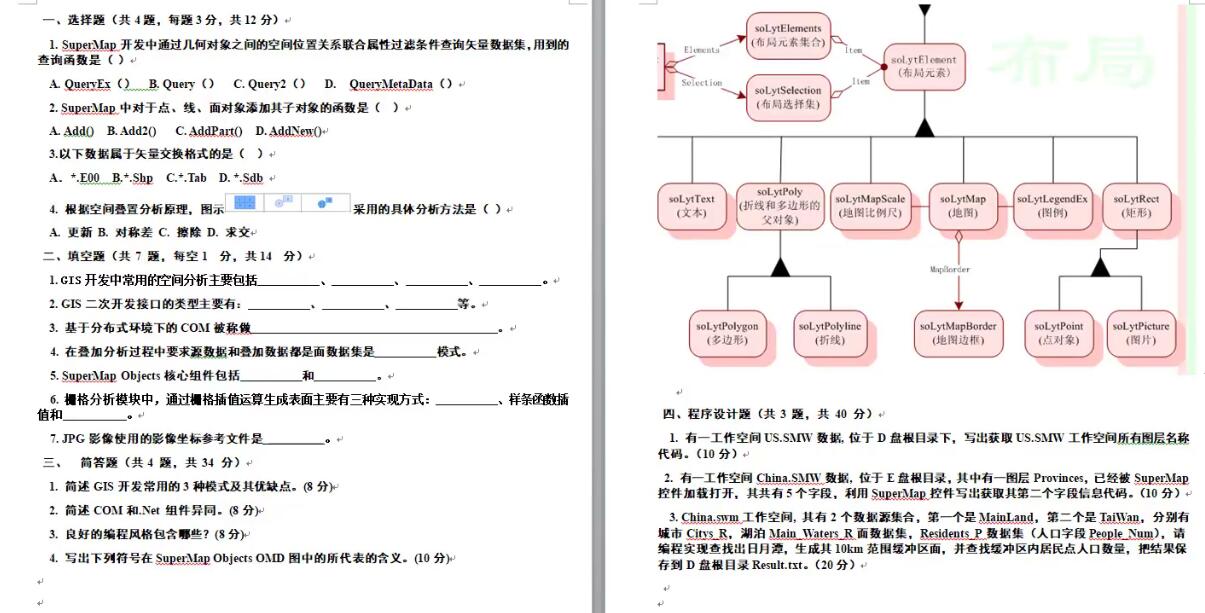 一、选择题（共 4 题，每题 3 分，共 12 分）
1. SuperMap 开发中通过几何对象之间的空间位置关系联合属性过滤条件查询矢量数据集，用到的
查询函数是（ ）
A. QueryEx（） B. Query（） C. Query2（） D. QueryMetaData（）
2. SuperMap 中对于点、线、面对象添加其子对象的函数是（ ）
A. Add() B. Add2() C. AddPart() D. AddNew()
3.以下数据属于矢量交换格式的是（ ）
A. *.E00 B.*.Shp C.*.Tab D. *.Sdb
4. 根据空间叠置分析原理，图示 采用的具体分析方法是（ ）
A. 更新 B. 对称差 C. 擦除 D. 求交
二、填空题（共 7 题，每空 1 分，共 14 分）
1. GIS 开发中常用的空间分析主要包括__________、__________、__________、__________。
2. GIS 二次开发接口的类型主要有：__________、__________、__________等。
3. 基于分布式环境下的 COM 被称做________________________________________。
4. 在叠加分析过程中要求源数据和叠加数据都是面数据集是__________模式。
5. SuperMap Objects 核心组件包括__________和__________。
6. 栅格分析模块中，通过栅格插值运算生成表面主要有三种实现方式：__________、样条函数插
值和__________。
7. JPG 影像使用的影像坐标参考文件是__________。
三、 简答题（共 4 题，共 34 分）
1. 简述 GIS 开发常用的 3 种模式及其优缺点。(8 分)
2. 简述 COM 和.Net 组件异同。(8 分)
3. 良好的编程风格包含哪些？(8 分)
4. 写出下列符号在 SuperMap Objects OMD 图中的所代表的含义。(10 分)
布局
soLytElements
(布局元素集合)
Elements
Item
soLytElement
(布局元素)
Selection
Item
soLytSelection
(布局选择集)
soLytText
(文本)
soLytPoly
(折线和多边形的
父对象)
soLytMapScale
(地图比例尺)
soLytMap
(地图)
soLytLegendEx
(图例)
soLytRect
(矩形)
MapBorder
soLytPolygon
(多边形)
soLytPolyline
(折线)
soLytMapBorder
(地图边框)
soLytPoint
(点对象)
soLytPicture
(图片)
四、程序设计题（共 3 题，共 40 分）
1. 有一工作空间 US.SMW 数据，位于 D 盘根目录下，写出获取 US.SMW 工作空间所有图层名称
代码。（10 分）
2. 有一工作空间 China.SMW 数据，位于 E 盘根目录，其中有一图层 Provinces，已经被 SuperMap
控件加载打开，其共有 5 个字段，利用 SuperMap 控件写出获取其第二个字段信息代码。（10 分）
3. China.swm 工作空间，其有 2 个数据源集合，第一个是 MainLand，第二个是 TaiWan，分别有
城市 Citys_R，湖泊 Main_Waters_R 面数据集，Residents_P 数据集（人口字段 People_Num），请
编程实现查找出日月潭，生成其 10km 范围缓冲区面，并查找缓冲区内居民点人口数量，把结果保
存到 D 盘根目录 Result.txt。（20 分）